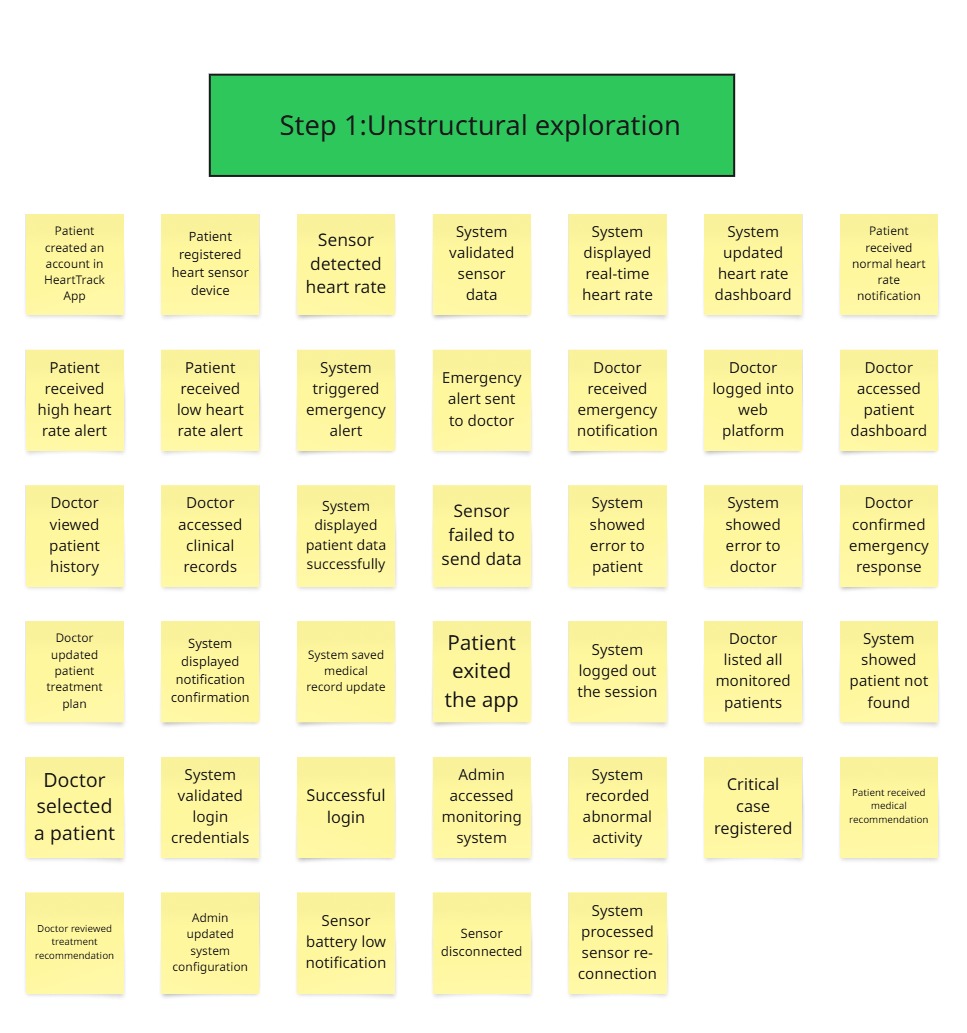 Step 1:Unstructural exploration
Patient
created an
account in
HeartTrack
App
Patient
registered
heart sensor
device
Sensor
detected
heart rate
System
validated
sensor
data
System
displayed
real-time
heart rate
System
updated
heart rate
dashboard
Patient
received
normal heart
rate
notification
Patient
received
high heart
rate alert
Patient
received
low heart
rate alert
System
triggered
emergency
alert
Emergency
alert sent
to doctor
Doctor
received
emergency
notification
Doctor
logged into
web
platform
Doctor
accessed
patient
dashboard
Doctor
viewed
patient
history
Doctor
accessed
clinical
records
System
displayed
patient data
successfully
Sensor
failed to
send data
System
showed
error to
patient
System
showed
error to
doctor
Doctor
confirmed
emergency
response
Doctor
updated
patient
treatment
plan
System
displayed
notification
confirmation
System saved
medical
record update
Patient
exited
the app
System
logged out
the session
Doctor
listed all
monitored
patients
System
showed
patient not
found
Doctor
selected
a patient
System
validated
login
credentials
Successful
login
Admin
accessed
monitoring
system
System
recorded
abnormal
activity
Critical
case
registered
Patient received
medical
recommendation
Doctor reviewed
treatment
recommendation
Admin
updated
system
configuration
Sensor
battery low
notification
Sensor
disconnected
System
processed
sensor re-
connection